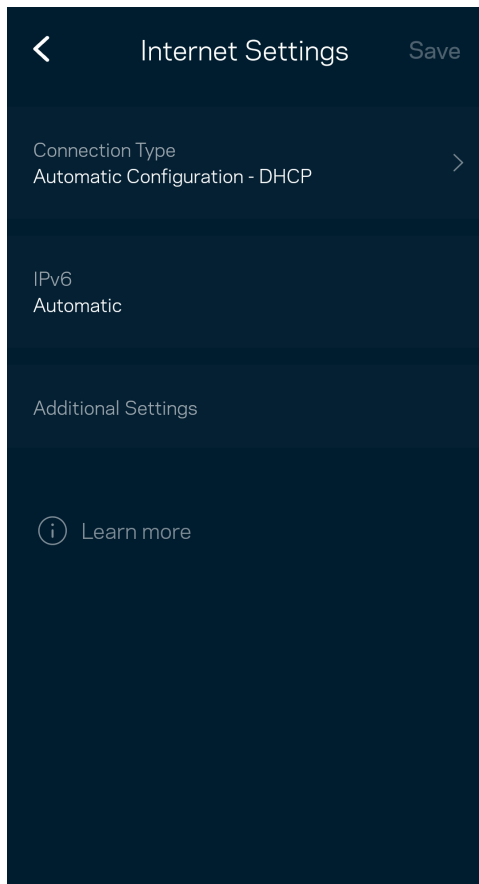 Internet Settings
Save
Connection Type
Automatic Configuration - DHCP
IPv6
Automatic
Additional Settings
Learn more